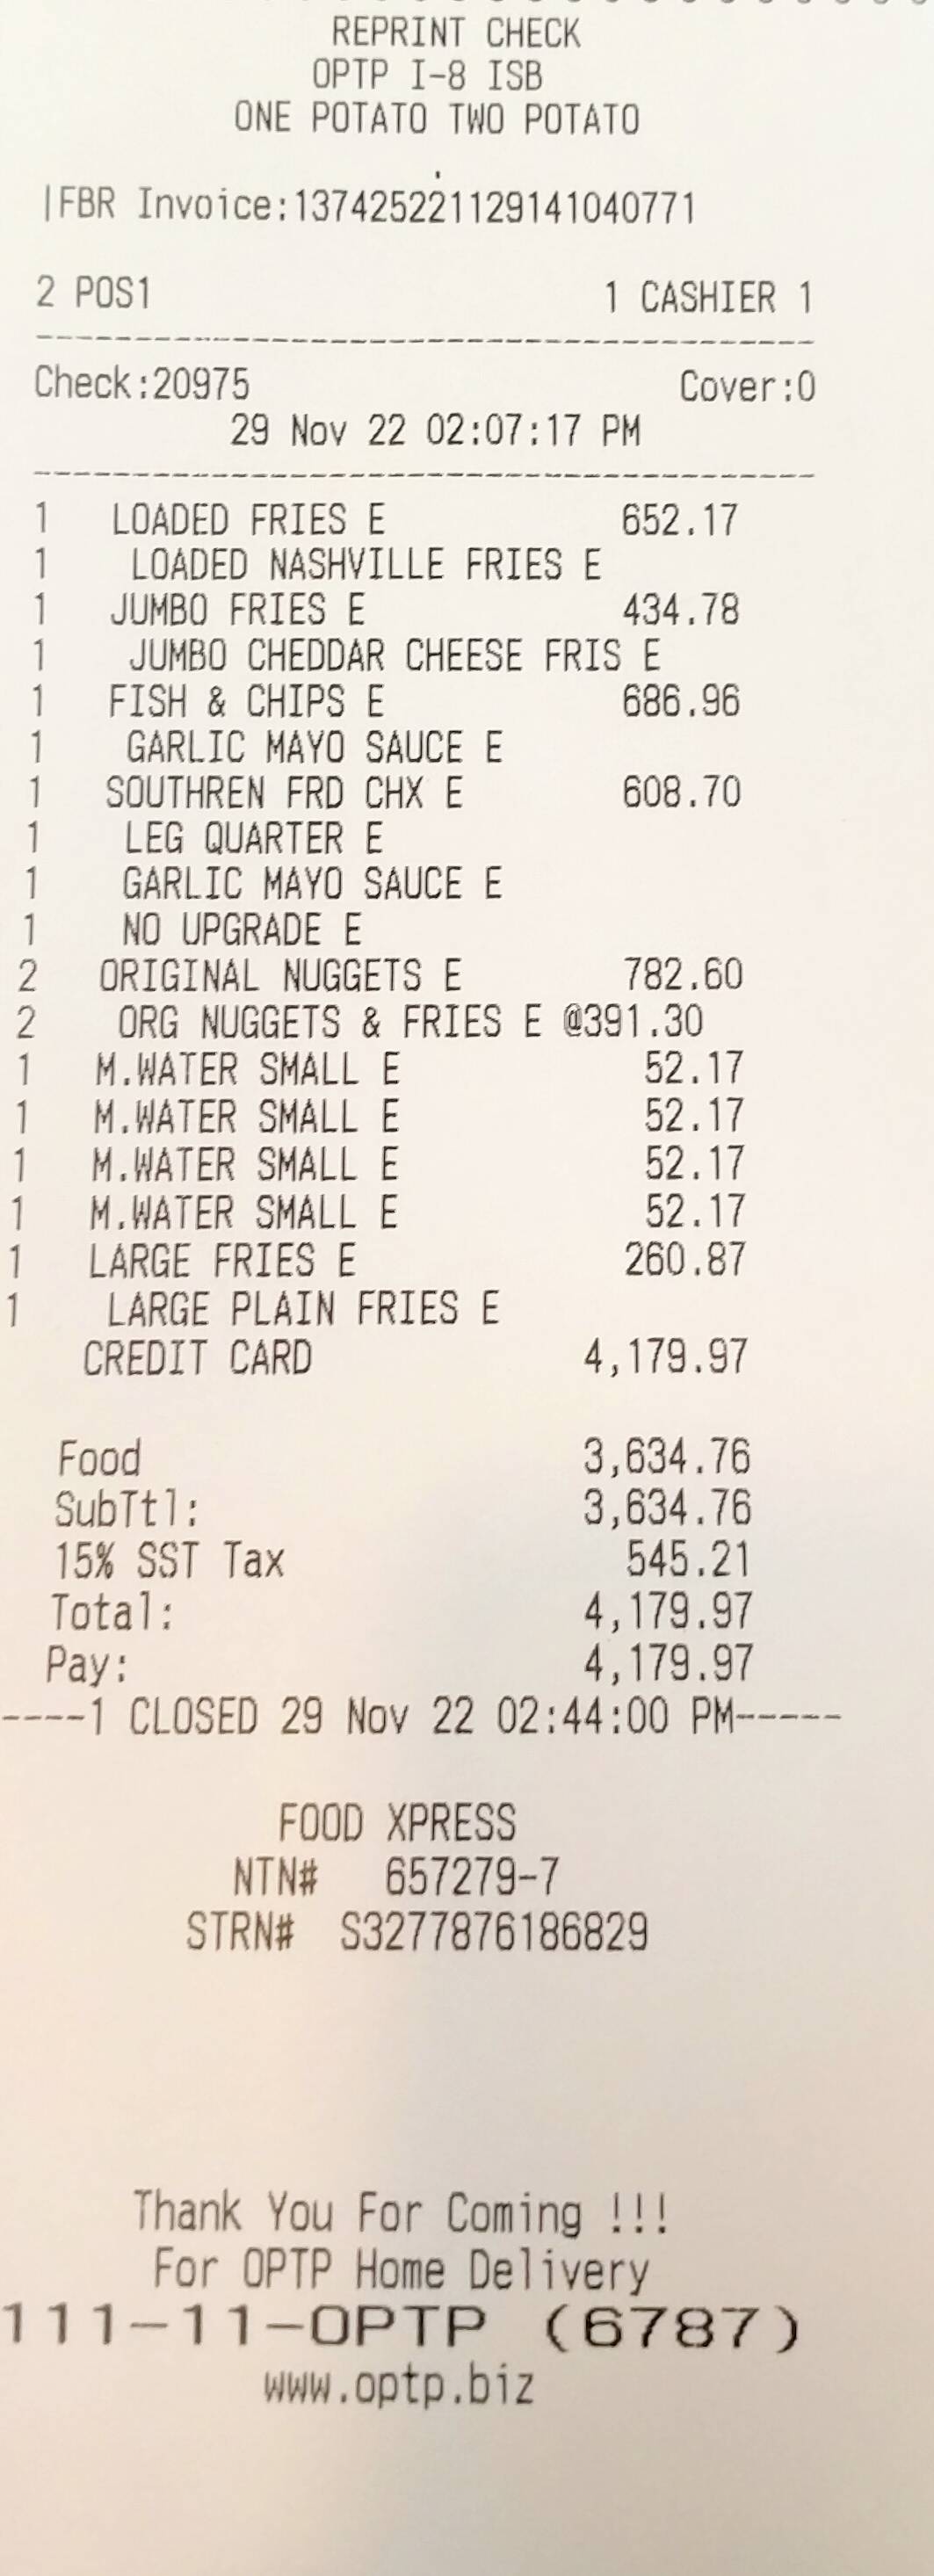 REPRINT CHECK
OPTP I-8 ISB
ONE POTATO TWO POTATO
|FBR Invoice:137425221129141040771
2 POS1 1 CASHIER 1
----------------------------------------
Check:20975 Cover:0
29 Nov 22 02:07:17 PM
----------------------------------------
1 LOADED FRIES E 652.17
1 LOADED NASHVILLE FRIES E
1 JUMBO FRIES E 434.78
1 JUMBO CHEDDAR CHEESE FRIS E
1 FISH & CHIPS E 686.96
1 GARLIC MAYO SAUCE E
1 SOUTHREN FRD CHX E 608.70
1 LEG QUARTER E
1 GARLIC MAYO SAUCE E
1 NO UPGRADE E
2 ORIGINAL NUGGETS E 782.60
2 ORG NUGGETS & FRIES E @391.30
1 M.WATER SMALL E 52.17
1 M.WATER SMALL E 52.17
1 M.WATER SMALL E 52.17
1 M.WATER SMALL E 52.17
1 LARGE FRIES E 260.87
1 LARGE PLAIN FRIES E
CREDIT CARD 4,179.97
Food 3,634.76
SubTtl: 3,634.76
15% SST Tax 545.21
Total: 4,179.97
Pay: 4,179.97
----1 CLOSED 29 Nov 22 02:44:00 PM-----
FOOD XPRESS
NTN# 657279-7
STRN# S3277876186829
Thank You For Coming !!!
For OPTP Home Delivery
111-11-OPTP (6787)
www.optp.biz